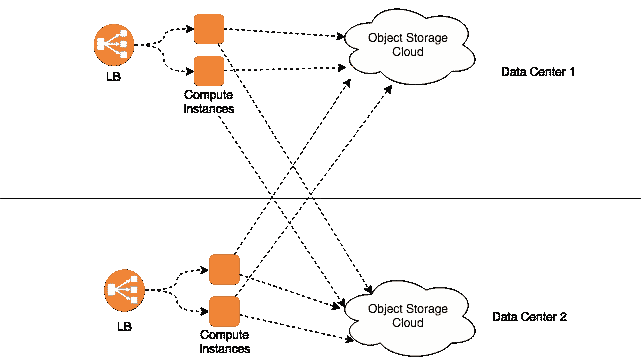 Object Storage
Cloud
LB
Data Center 1
Compute
Instances
Object Storage
Cloud
Data Center 2
LB
Compute
Instances